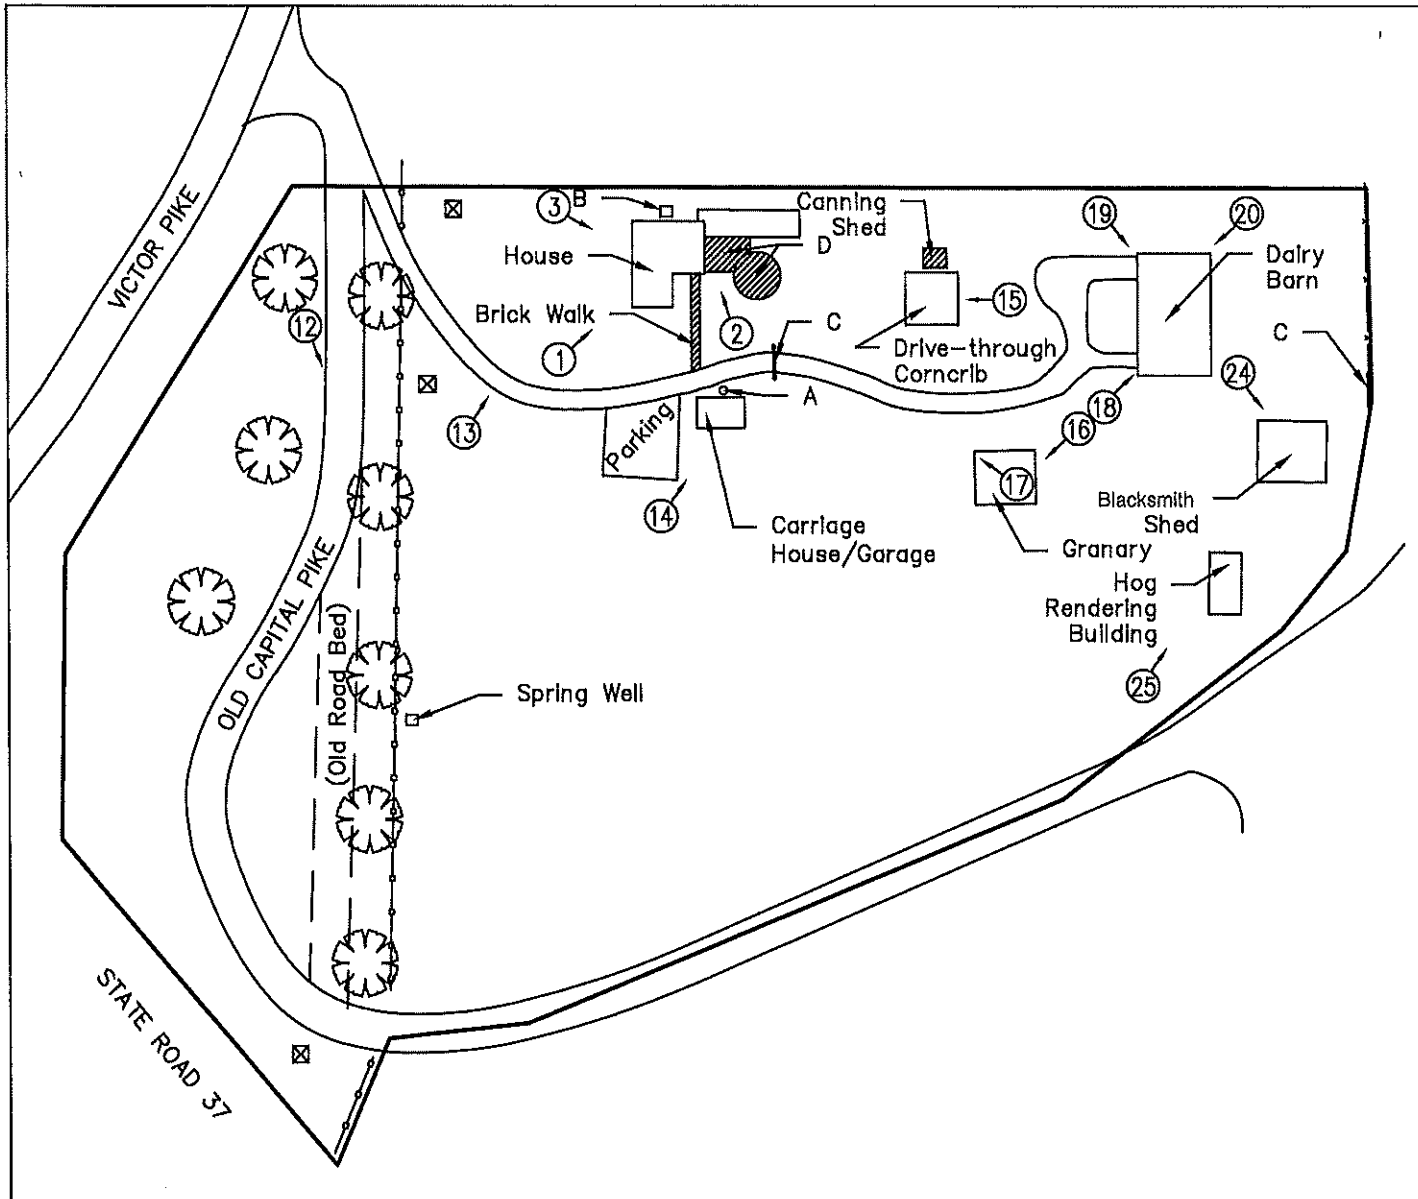 VICTOR PIKE
3
B
House
Canning
Shed
D
19
20
Dairy
Barn
12
Brick Walk
1
2
C
15
Drive-through
Corncrib
C
24
13
Parking
A
18
16
17
14
Carriage
House/Garage
Blacksmith
Shed
Granary
Hog
Rendering
Building
25
OLD CAPITAL PIKE
(Old Road Bed)
Spring Well
STATE ROAD 37